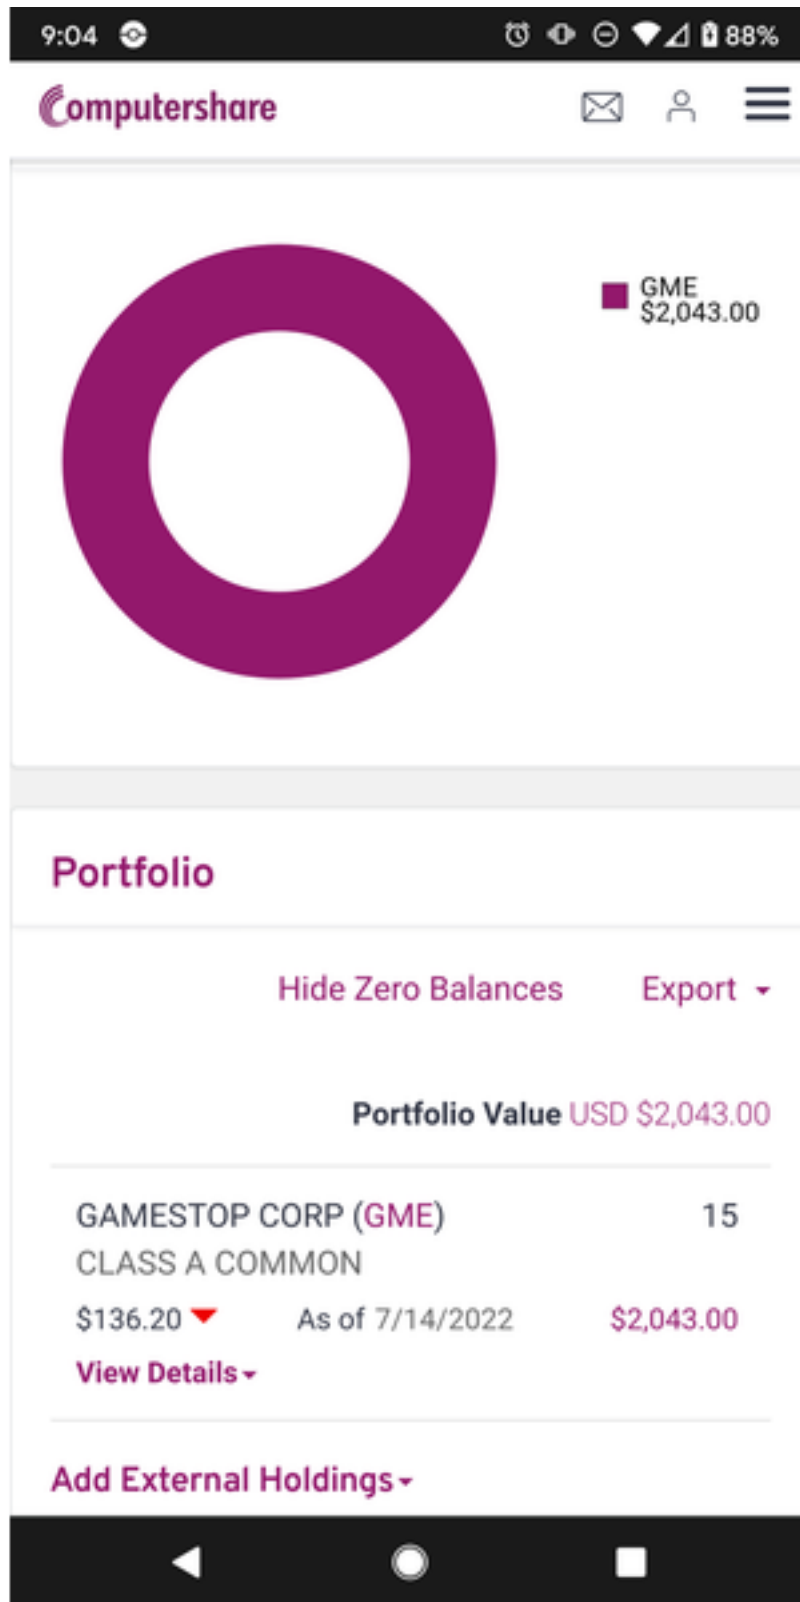 9:04 88%
Computershare
GME
$2,043.00
Portfolio
Hide Zero Balances Export
Portfolio Value USD $2,043.00
GAMESTOP CORP (GME) 15
CLASS A COMMON
$136.20 As of 7/14/2022 $2,043.00
View Details
Add External Holdings